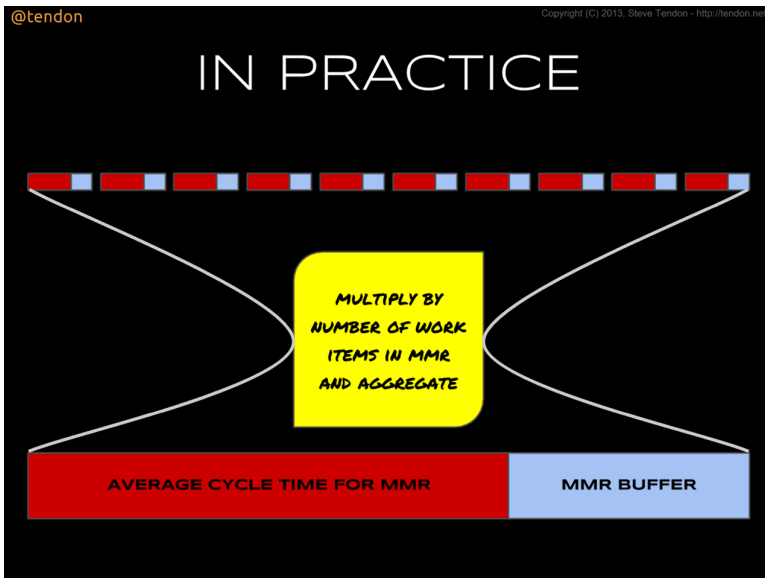 @tendon
Copyright (C) 2013, Steve Tendon - http://tendon.net
IN PRACTICE
MULTIPLY BY
NUMBER OF WORK
ITEMS IN MMR
AND AGGREGATE
AVERAGE CYCLE TIME FOR MMR
MMR BUFFER